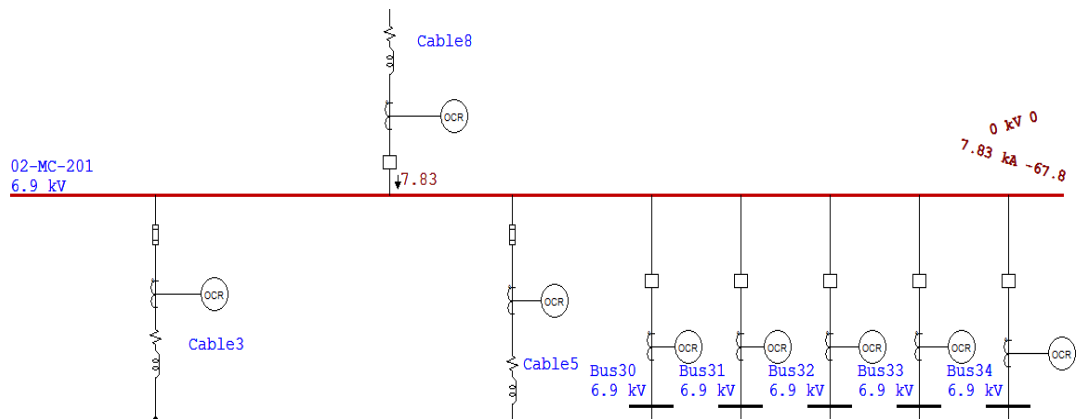 Cable8
OCR
0 kV 0
7.83 kA -67.8
02-MC-201
6.9 kV
7.83
OCR
OCR
Cable3
Cable5
OCR
OCR
OCR
OCR
OCR
Bus30
6.9 kV
Bus31
6.9 kV
Bus32
6.9 kV
Bus33
6.9 kV
Bus34
6.9 kV